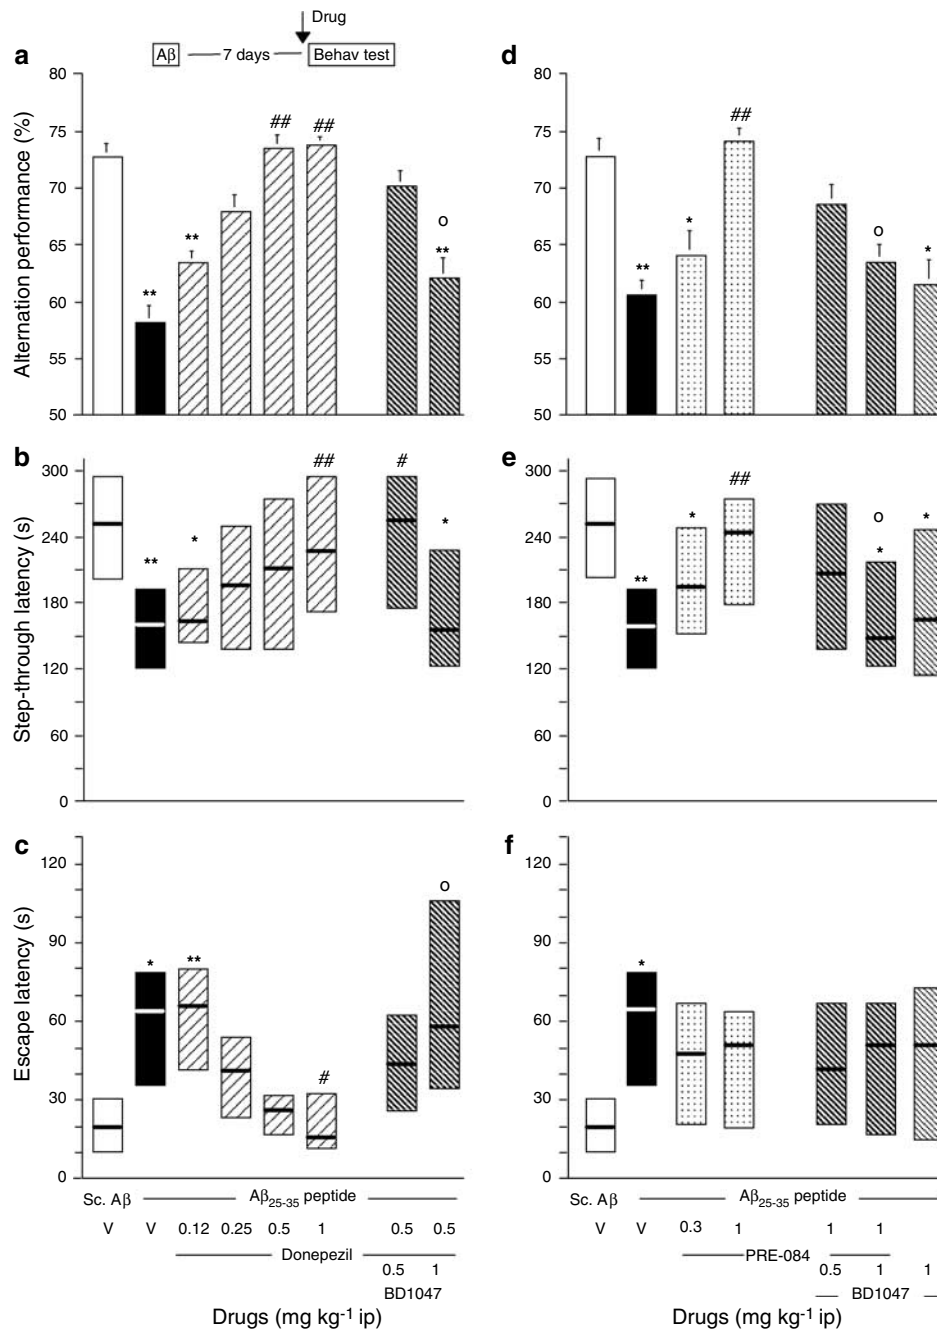 Drug
a
Aβ 7 days Behav test
Alternation performance (%)
80
75
70
65
60
55
50
**
**
##
##
o
**
d
80
75
70
65
60
55
50
**
*
##
o
*
b
Step-through latency (s)
300
240
180
120
60
0
**
*
##
#
*
e
300
240
180
120
60
0
**
*
##
o
*
*
c
Escape latency (s)
120
90
60
30
0
*
**
#
o
f
120
90
60
30
0
*
Sc. Aβ Aβ25-35 peptide
V V 0.12 0.25 0.5 1 0.5 0.5
Donepezil
0.5 1
BD1047
Drugs (mg kg-1 ip)
Sc. Aβ Aβ25-35 peptide
V V 0.3 1 1 1
PRE-084
0.5 1 1
BD1047
Drugs (mg kg-1 ip)